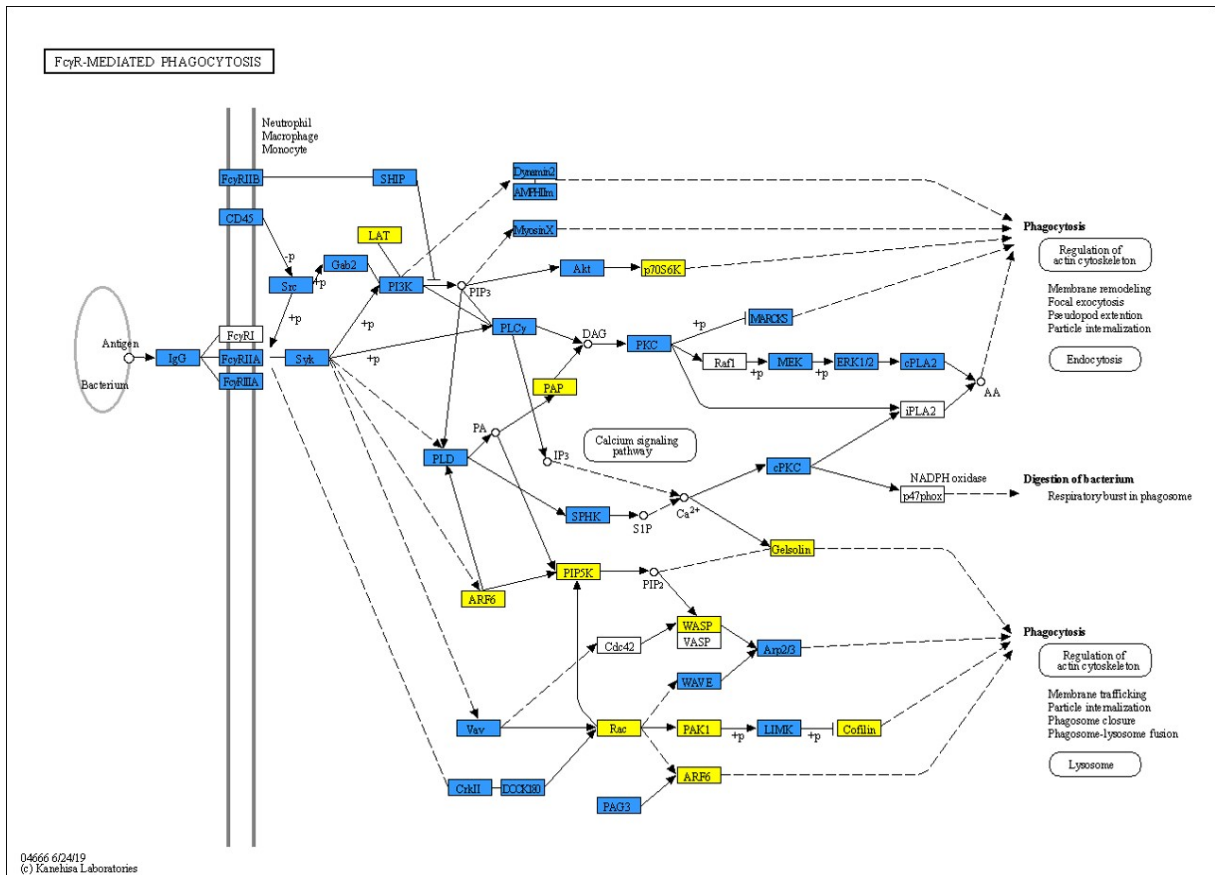 FcγR-MEDIATED PHAGOCYTOSIS
Neutrophil
Macrophage
Monocyte
FcγRIIB
SHIP
Dynamin2
AMPHIIm
CD45
LAT
MyosinX
Phagocytosis
-p
Gab2
Akt
p70S6K
Regulation of
actin cytoskeleton
Src
+p
PI3K
PIP3
Membrane remodeling
Focal exocytosis
Pseudopod extention
Particle internalization
+p
+p
PLCγ
DAG
+p
MARCKS
Antigen
FcγRI
IgG
FcγRIIA
Syk
+p
PKC
Raf1
+p
MEK
+p
ERK1/2
cPLA2
Endocytosis
Bacterium
FcγRIIIA
PAP
AA
iPLA2
PA
Calcium signaling
pathway
PLD
IP3
cPKC
NADPH oxidase
p47phox
Digestion of bacterium
Respiratory burst in phagosome
SPHK
S1P
Ca2+
Gelsolin
PIP5K
PIP2
ARF6
WASP
VASP
Cdc42
Arp2/3
Phagocytosis
Regulation of
actin cytoskeleton
WAVE
Membrane trafficking
Particle internalization
Phagosome closure
Phagosome-lysosome fusion
Vav
Rac
PAK1
+p
LIMK
+p
Cofilin
Lysosome
ARF6
CrkII
DOCK180
PAG3
04666 6/24/19
(c) Kanehisa Laboratories